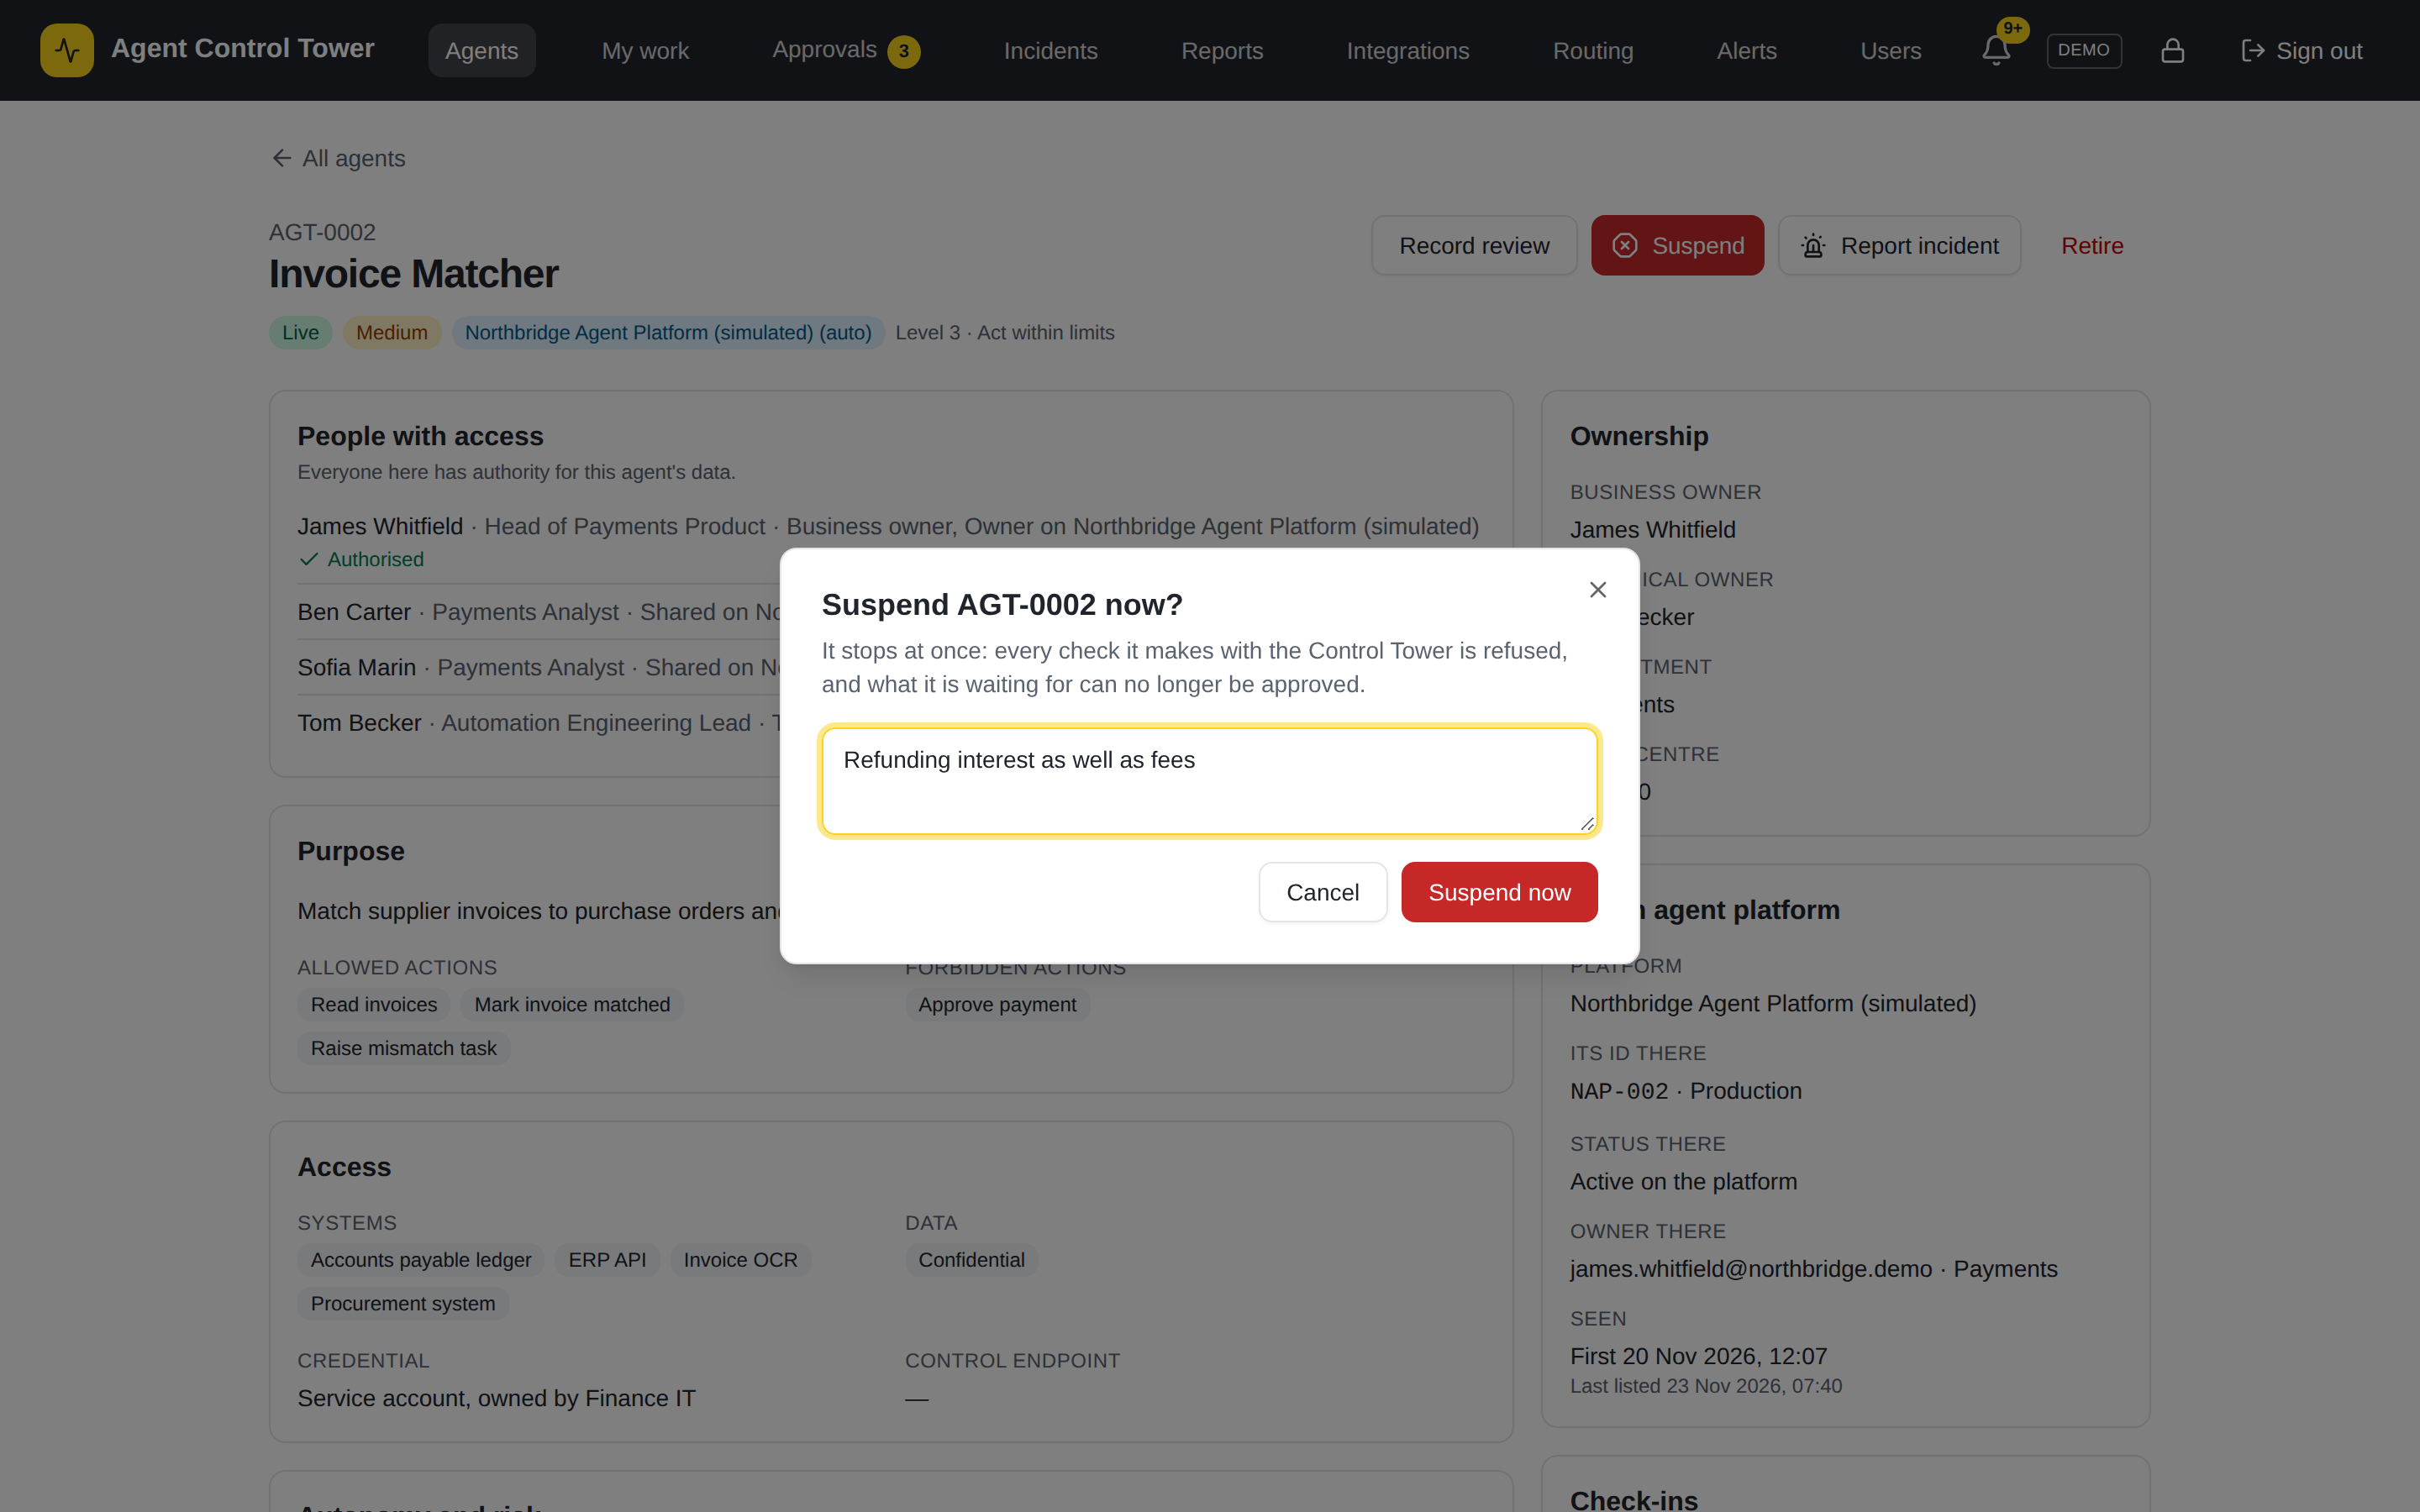 Agent Control Tower
Agents
My work
Approvals 3
Incidents
Reports
Integrations
Routing
Alerts
Users
9+
DEMO
Sign out
All agents
AGT-0002
Invoice Matcher
Record review
Suspend
Report incident
Retire
Live
Medium
Northbridge Agent Platform (simulated) (auto)
Level 3 · Act within limits
People with access
Everyone here has authority for this agent's data.
James Whitfield · Head of Payments Product · Business owner, Owner on Northbridge Agent Platform (simulated)
Authorised
Ben Carter · Payments Analyst · Shared on
Sofia Marin · Payments Analyst · Shared on
Tom Becker · Automation Engineering Lead ·
Suspend AGT-0002 now?
It stops at once: every check it makes with the Control Tower is refused,
and what it is waiting for can no longer be approved.
Refunding interest as well as fees
Cancel
Suspend now
Purpose
Match supplier invoices to purchase orders
ALLOWED ACTIONS
Read invoices
Mark invoice matched
Raise mismatch task
FORBIDDEN ACTIONS
Approve payment
Access
SYSTEMS
Accounts payable ledger
ERP API
Invoice OCR
Procurement system
DATA
Confidential
CREDENTIAL
Service account, owned by Finance IT
CONTROL ENDPOINT
—
Autonomy and risk
Ownership
BUSINESS OWNER
James Whitfield
OWNER
CENTRE
agent platform
PLATFORM
Northbridge Agent Platform (simulated)
ITS ID THERE
NAP-002 · Production
STATUS THERE
Active on the platform
OWNER THERE
james.whitfield@northbridge.demo · Payments
SEEN
First 20 Nov 2026, 12:07
Last listed 23 Nov 2026, 07:40
Check-ins